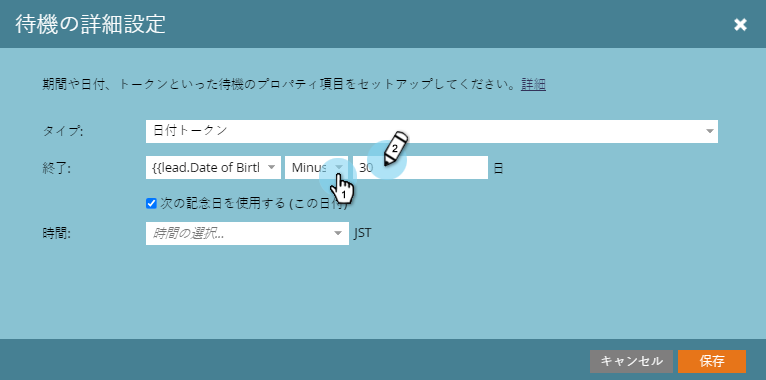 待機の詳細設定
期間や日付、トークンといった待機のプロパティ項目をセットアップしてください。詳細
タイプ: 日付トークン
終了: {{lead.Date of Birtl Minus 30 日
次の記念日を使用する (この日付)
時間: 時間の選択... JST
キャンセル 保存
1
2